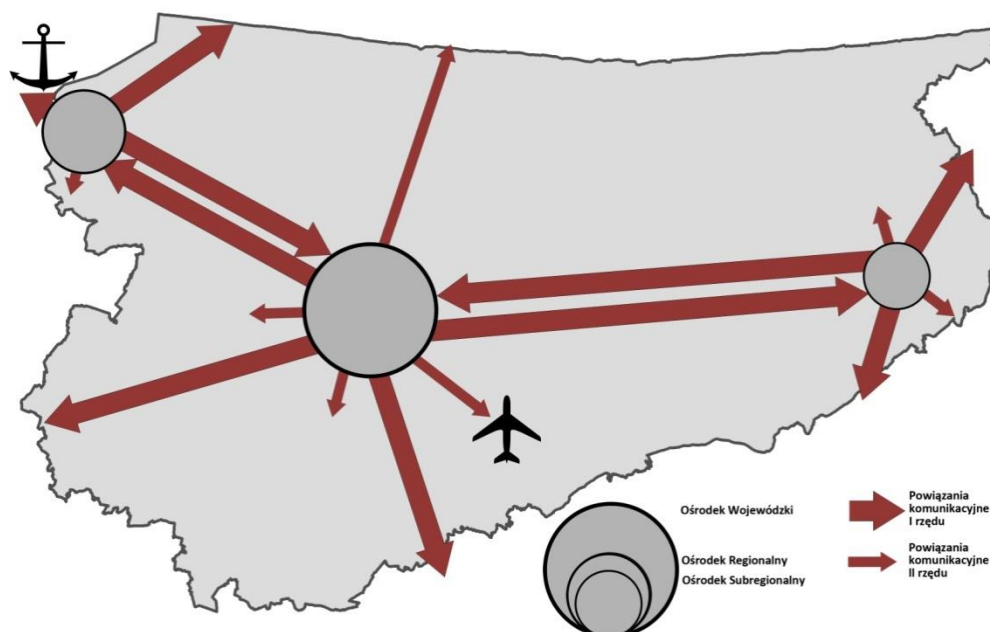 Ośrodek Wojewódzki
Ośrodek Regionalny
Ośrodek Subregionalny
Powiązania
komunikacyjne
I rzędu
Powiązania
komunikacyjne
II rzędu